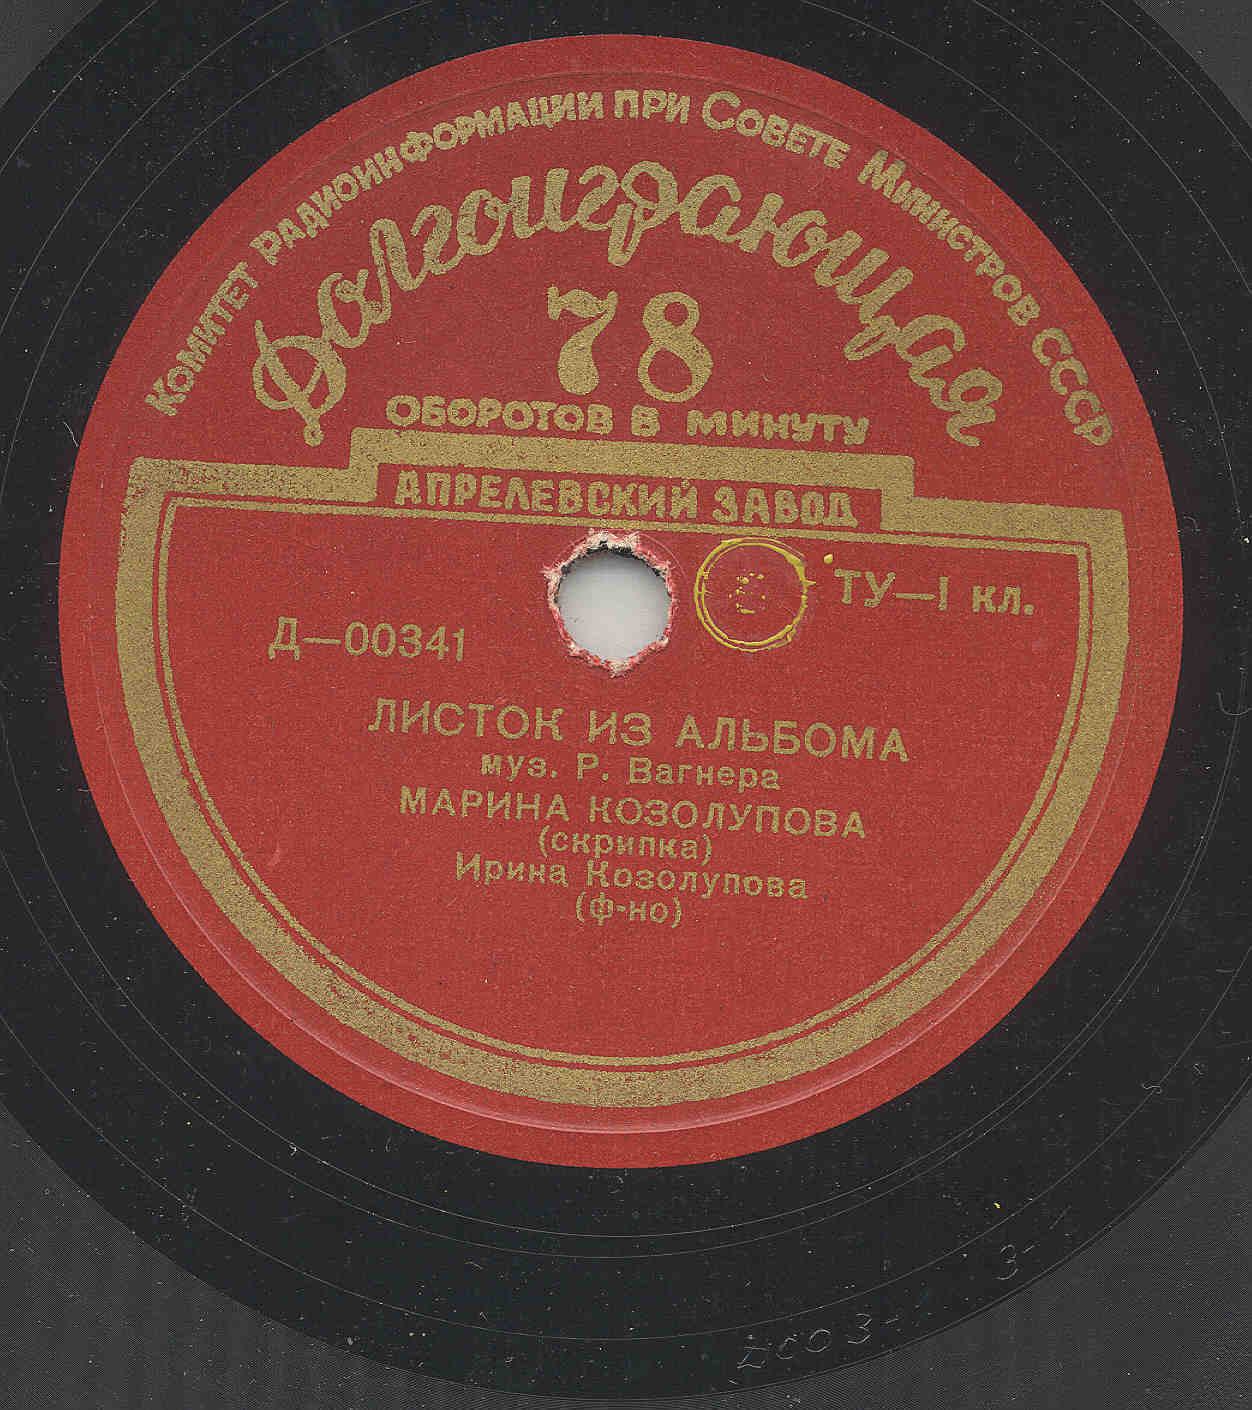 КОМИТЕТ РАДИОИНФОРМАЦИИ ПРИ СОВЕТЕ МИНИСТРОВ СССР
Долгоиграющая
78
ОБОРОТОВ В МИНУТУ
АПРЕЛЕВСКИЙ ЗАВОД
ТУ—I кл.
Д—00341
ЛИСТОК ИЗ АЛЬБОМА
муз. Р. Вагнера
МАРИНА КОЗОЛУПОВА
(скрипка)
Ирина Козолупова
(ф-но)